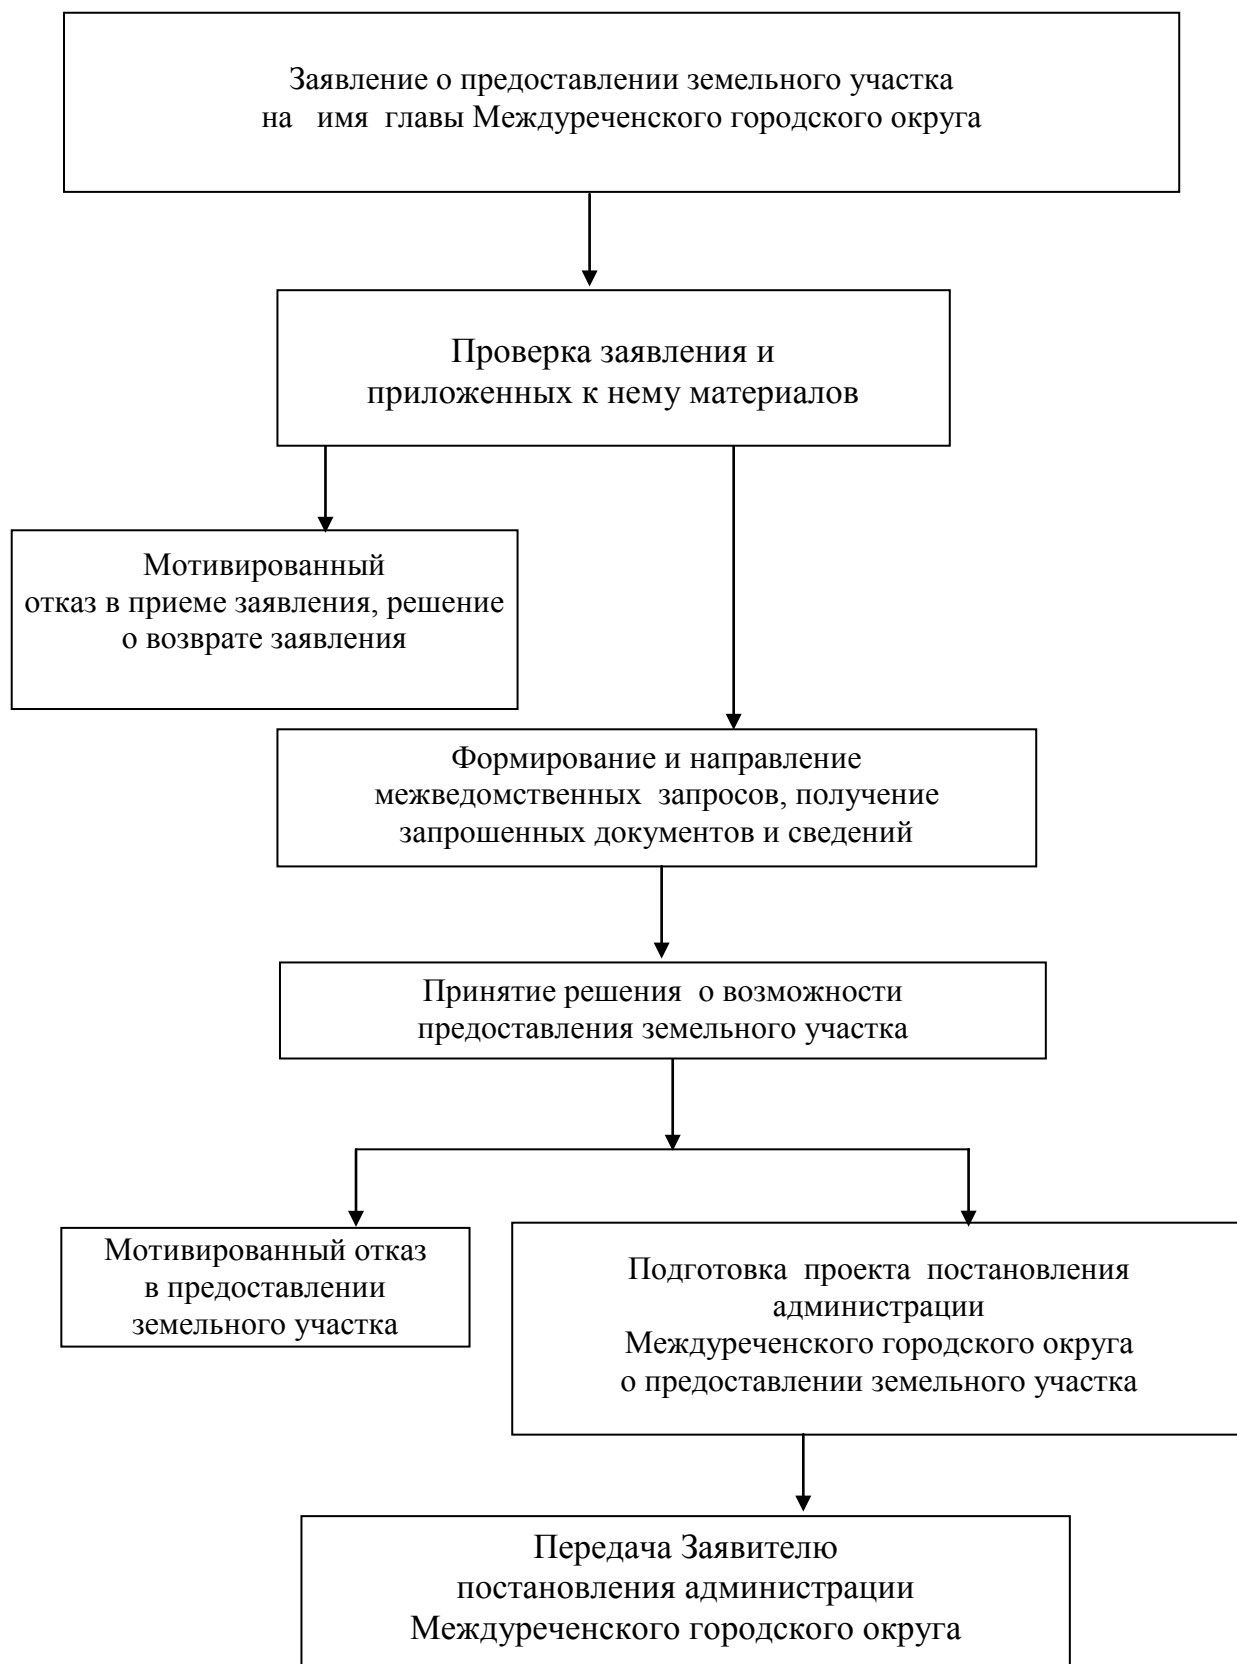 Заявление о предоставлении земельного участка
на имя главы Междуреченского городского округа
Проверка заявления и
приложенных к нему материалов
Мотивированный
отказ в приеме заявления, решение
о возврате заявления
Формирование и направление
межведомственных запросов, получение
запрошенных документов и сведений
Принятие решения о возможности
предоставления земельного участка
Мотивированный отказ
в предоставлении
земельного участка
Подготовка проекта постановления
администрации
Междуреченского городского округа
о предоставлении земельного участка
Передача Заявителю
постановления администрации
Междуреченского городского округа